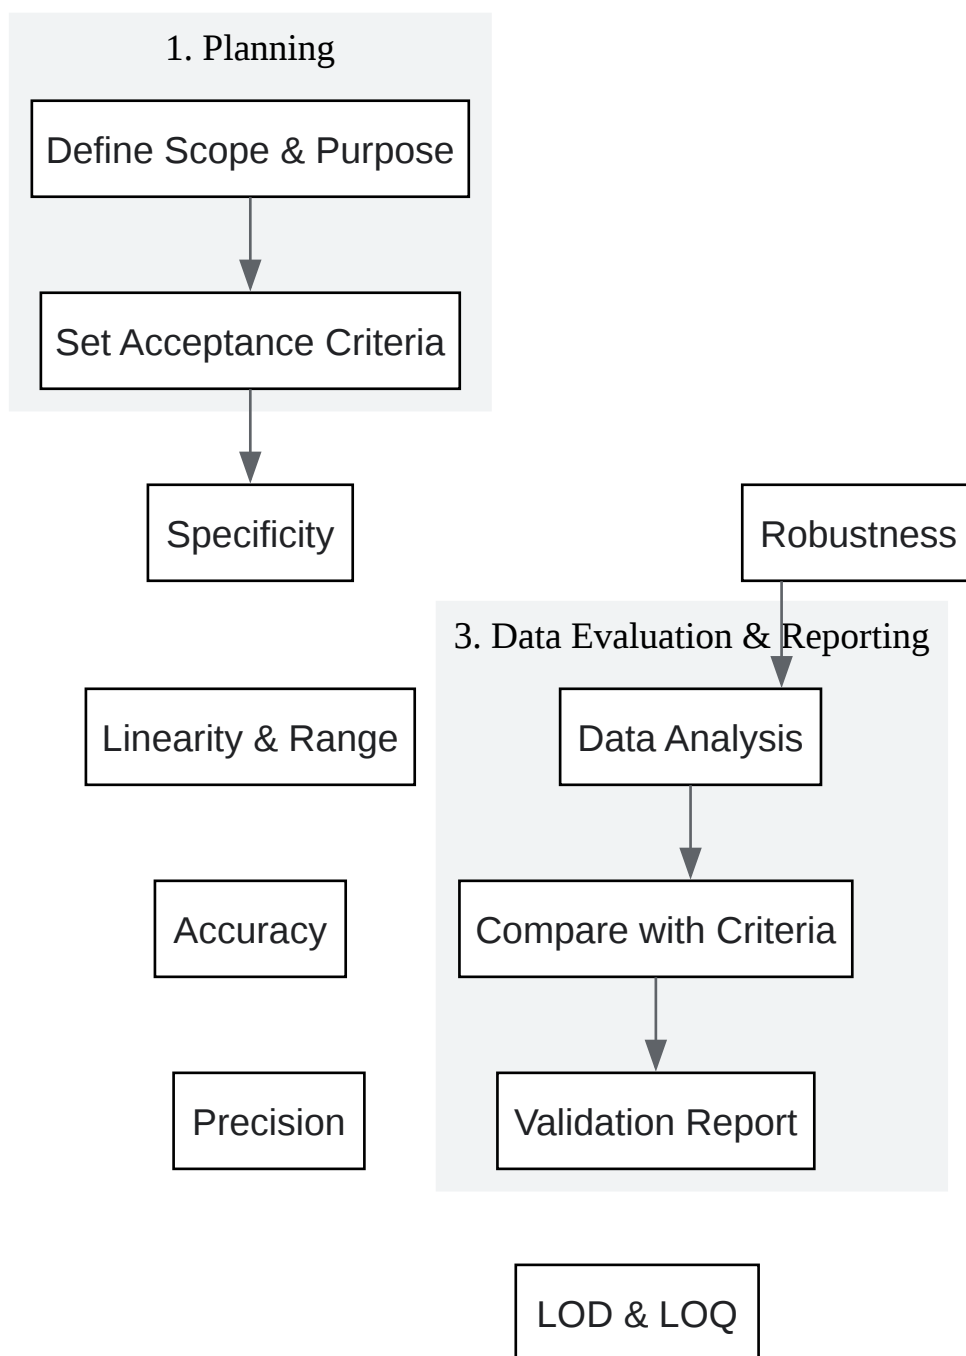 1. Planning
Define Scope & Purpose
Set Acceptance Criteria
Specificity
Robustness
3. Data Evaluation & Reporting
Linearity & Range
Data Analysis
Accuracy
Compare with Criteria
Precision
Validation Report
LOD & LOQ